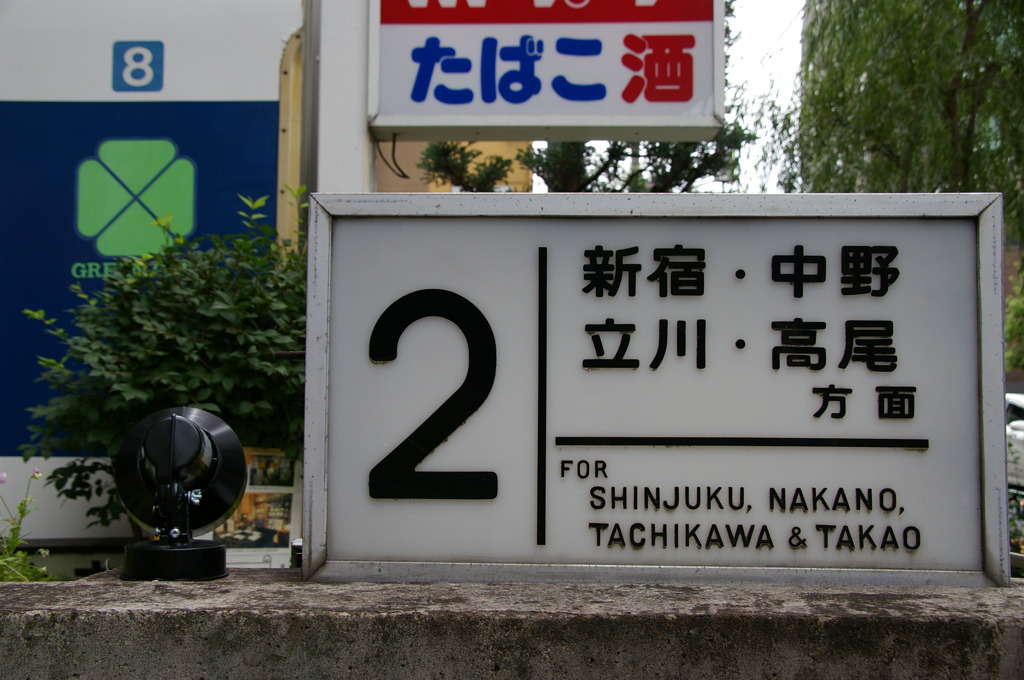 8
たばこ 酒
2
新宿・中野
立川・高尾
方面
FOR
SHINJUKU, NAKANO,
TACHIKAWA & TAKAO